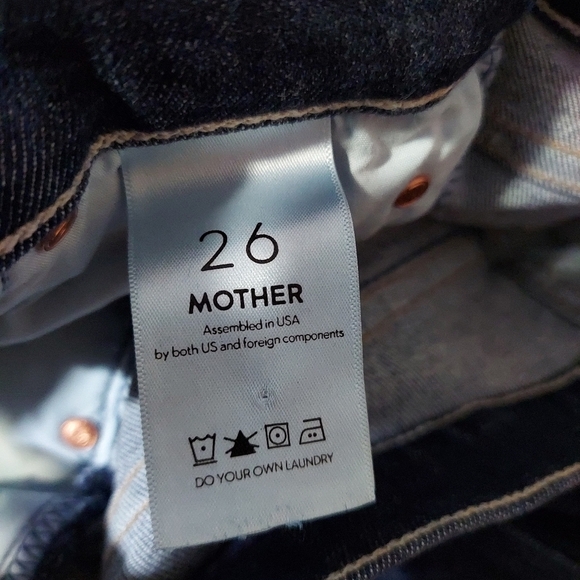 26
MOTHER
Assembled in USA
by both US and foreign components
DO YOUR OWN LAUNDRY